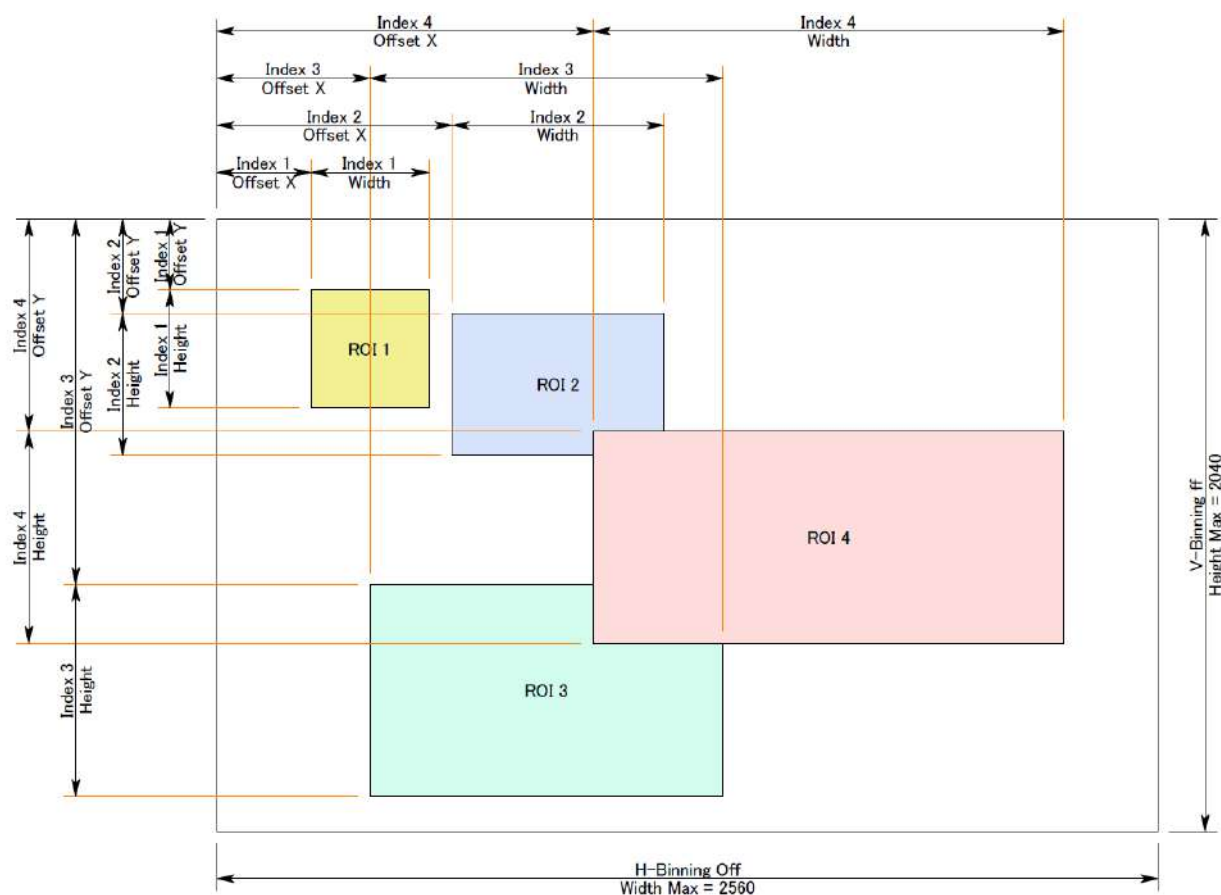 Index 4
Offset X
Index 4
Width
Index 3
Offset X
Index 3
Width
Index 2
Offset X
Index 2
Width
Index 1
Offset X
Index 1
Width
Index 4
Offset Y
Index 3
Offset Y
Index 2
Offset Y
Index 1
Offset Y
Index 1
Height
Index 2
Height
Index 4
Height
Index 3
Height
ROI 1
ROI 2
ROI 4
ROI 3
V-Binning ff
Height Max = 2040
H-Binning Off
Width Max = 2560